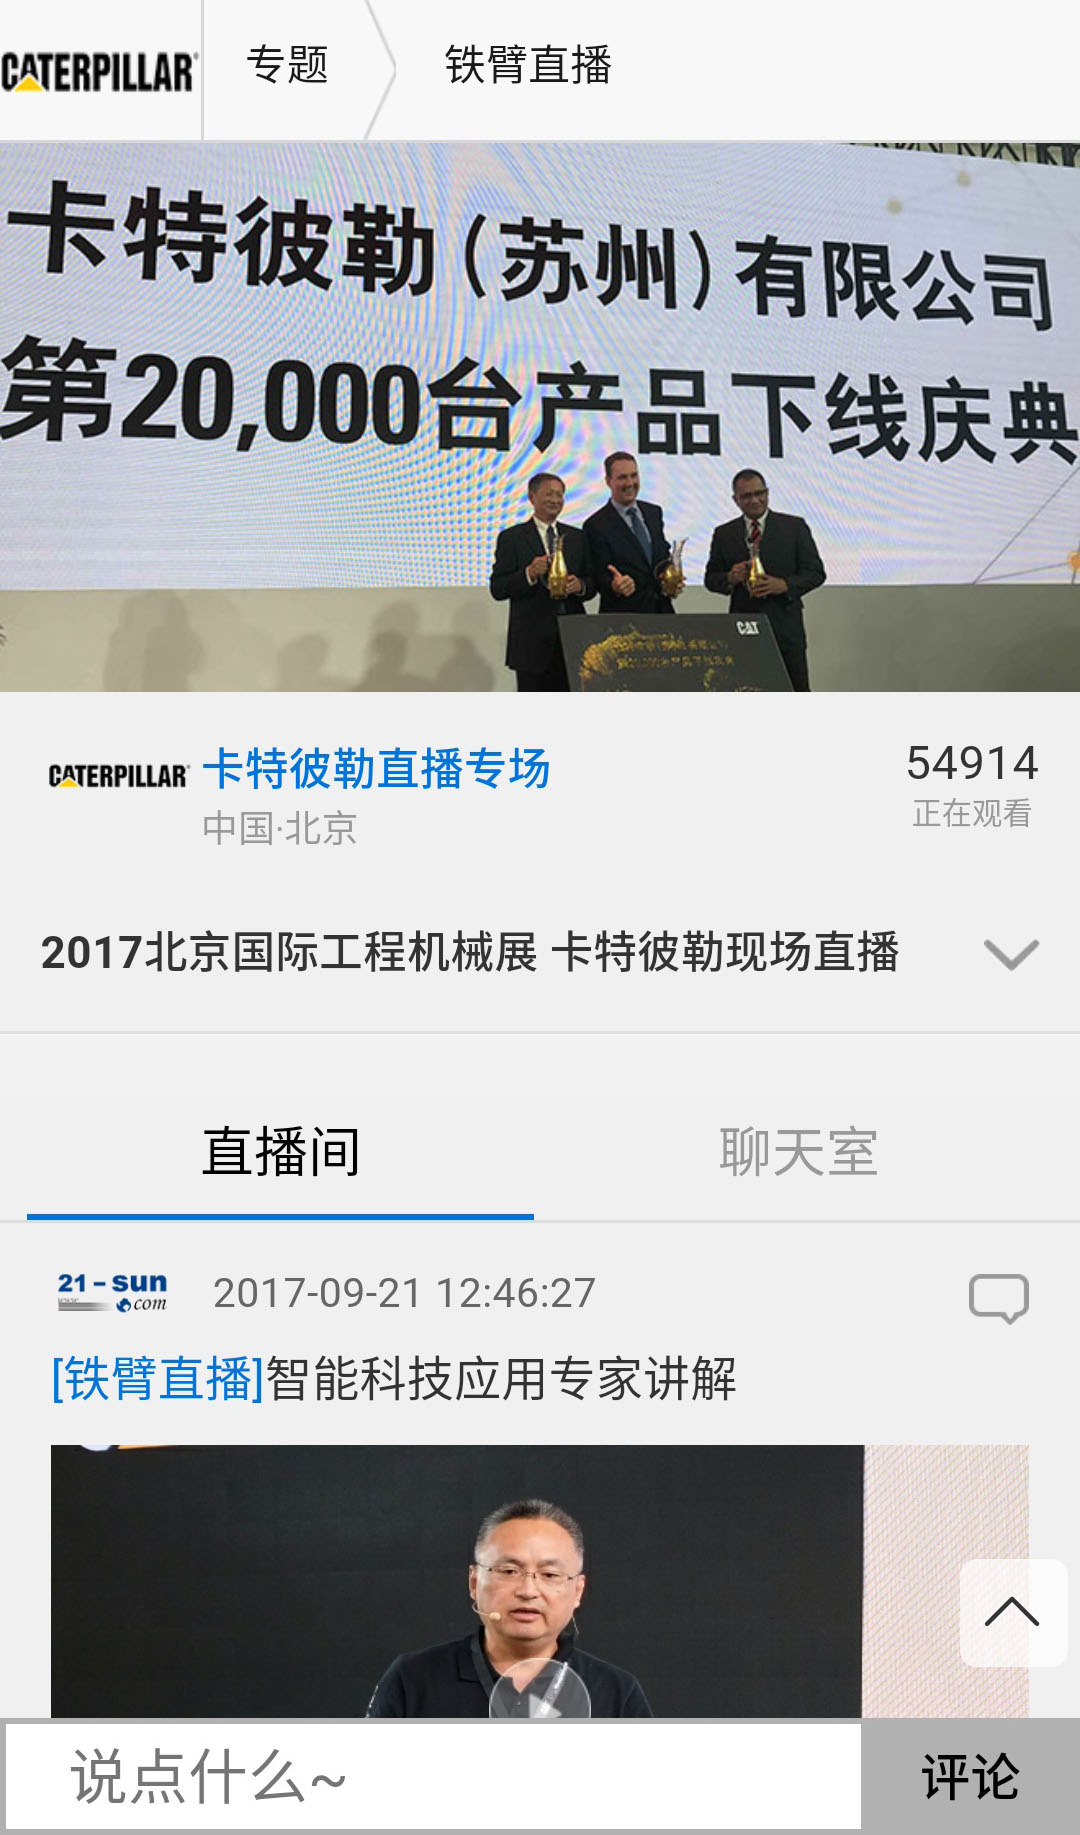 CATERPILLAR
专题
铁臂直播
卡特彼勒(苏州)有限公司
第20,000台产品下线庆典
CAT
CATERPILLAR
卡特彼勒直播专场
54914
中国·北京
正在观看
2017北京国际工程机械展 卡特彼勒现场直播
直播间
聊天室
21-sun
com
2017-09-21 12:46:27
[铁臂直播]智能科技应用专家讲解
说点什么~
评论